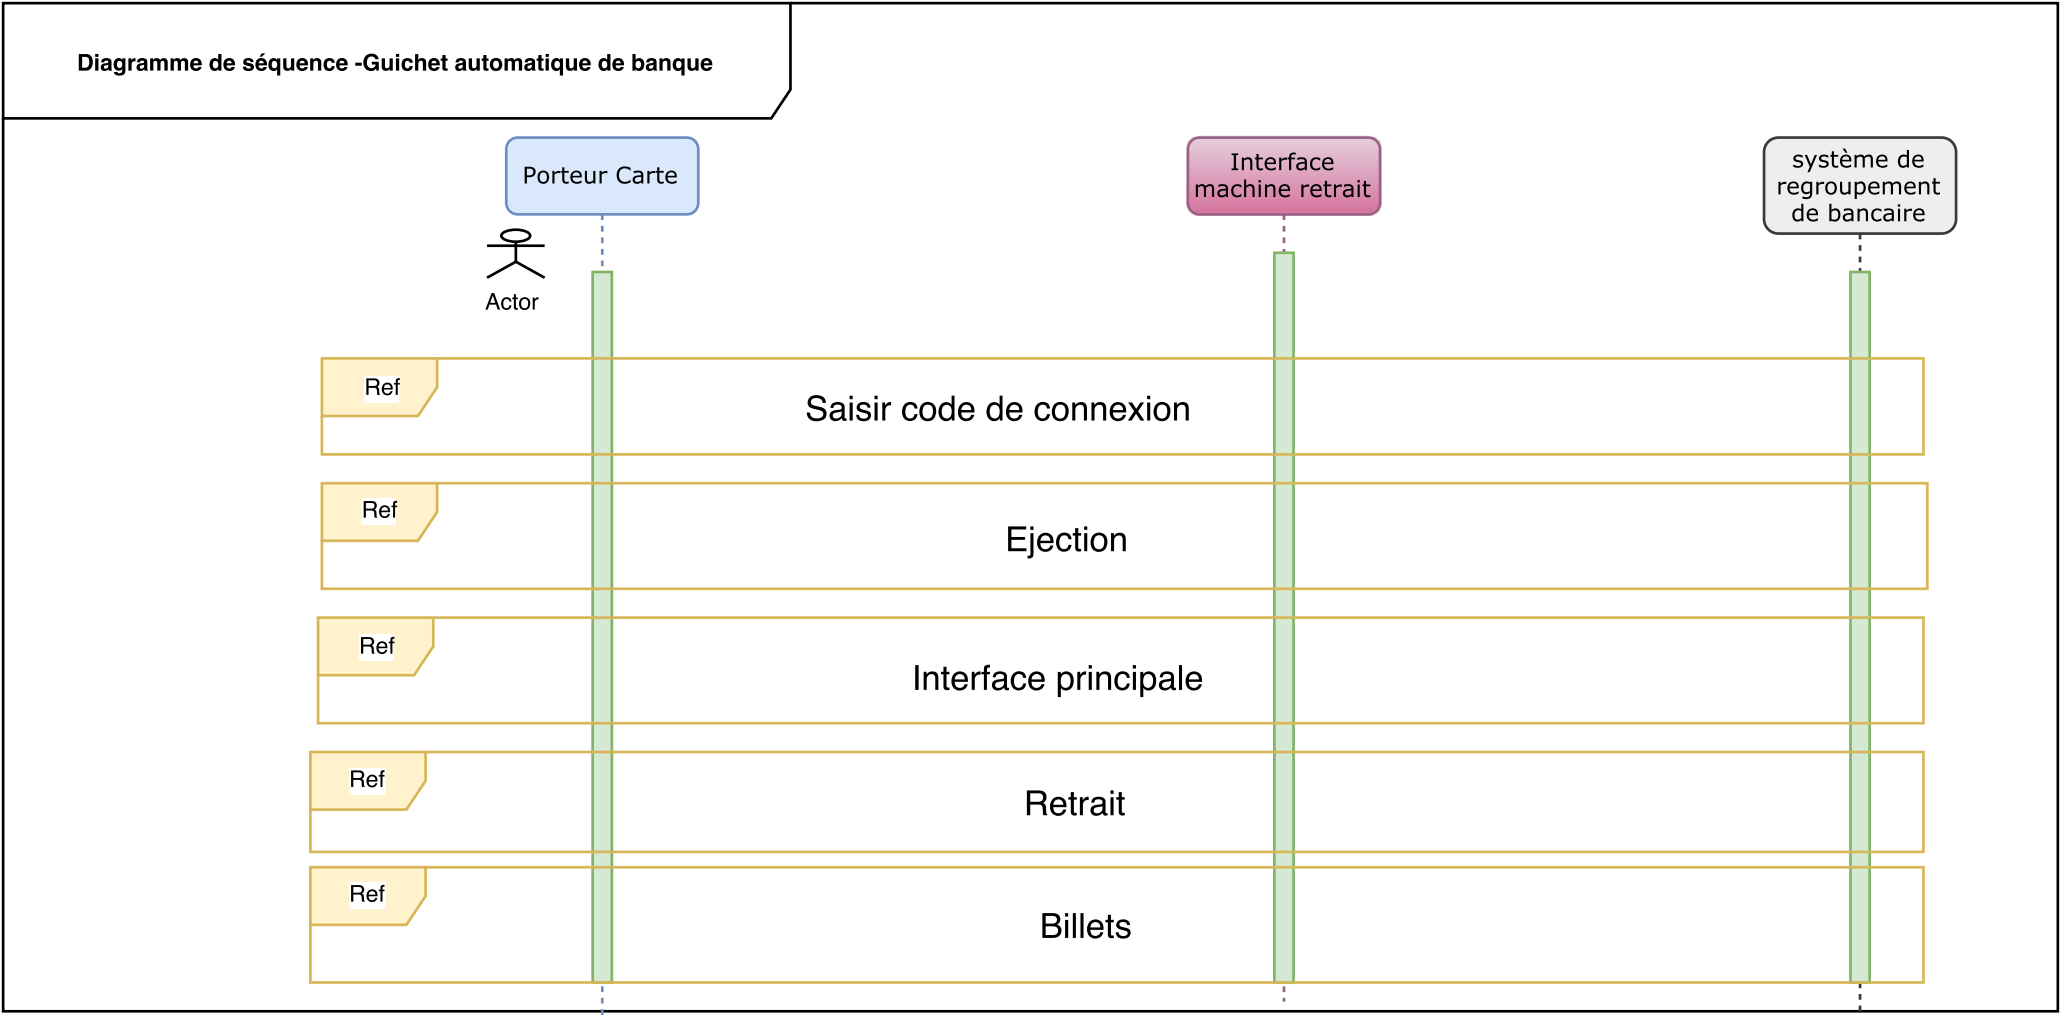 Diagramme de séquence -Guichet automatique de banque
Porteur Carte
Interface
machine retrait
système de
regroupement
de bancaire
Actor
Ref
Saisir code de connexion
Ref
Ejection
Ref
Interface principale
Ref
Retrait
Ref
Billets